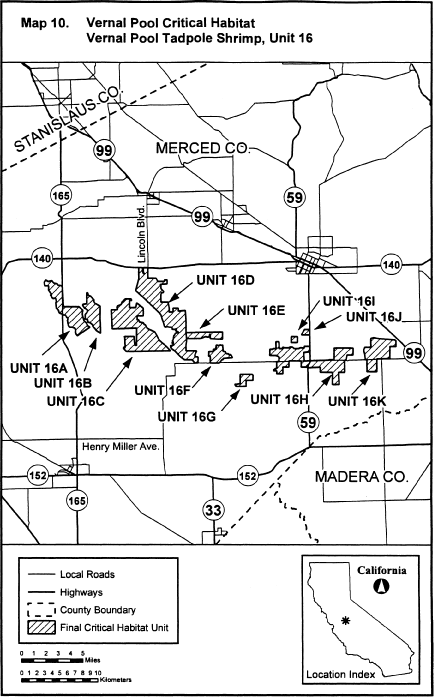 Map 10. Vernal Pool Critical Habitat
Vernal Pool Tadpole Shrimp, Unit 16
STANISLAUS CO.
MERCED CO.
99
165
59
99
Lincoln Blvd.
140
140
UNIT 16D
UNIT 16I
UNIT 16E
UNIT 16J
99
UNIT 16A
UNIT 16B
UNIT 16C
UNIT 16F
UNIT 16G
UNIT 16H
UNIT 16K
59
Henry Miller Ave.
152
152
MADERA CO.
165
33
Local Roads
Highways
County Boundary
Final Critical Habitat Unit
0 1 2 3 4 5
Miles
0 1 2 3 4 5 6 7 8 9 10
Kilometers
California
Location Index